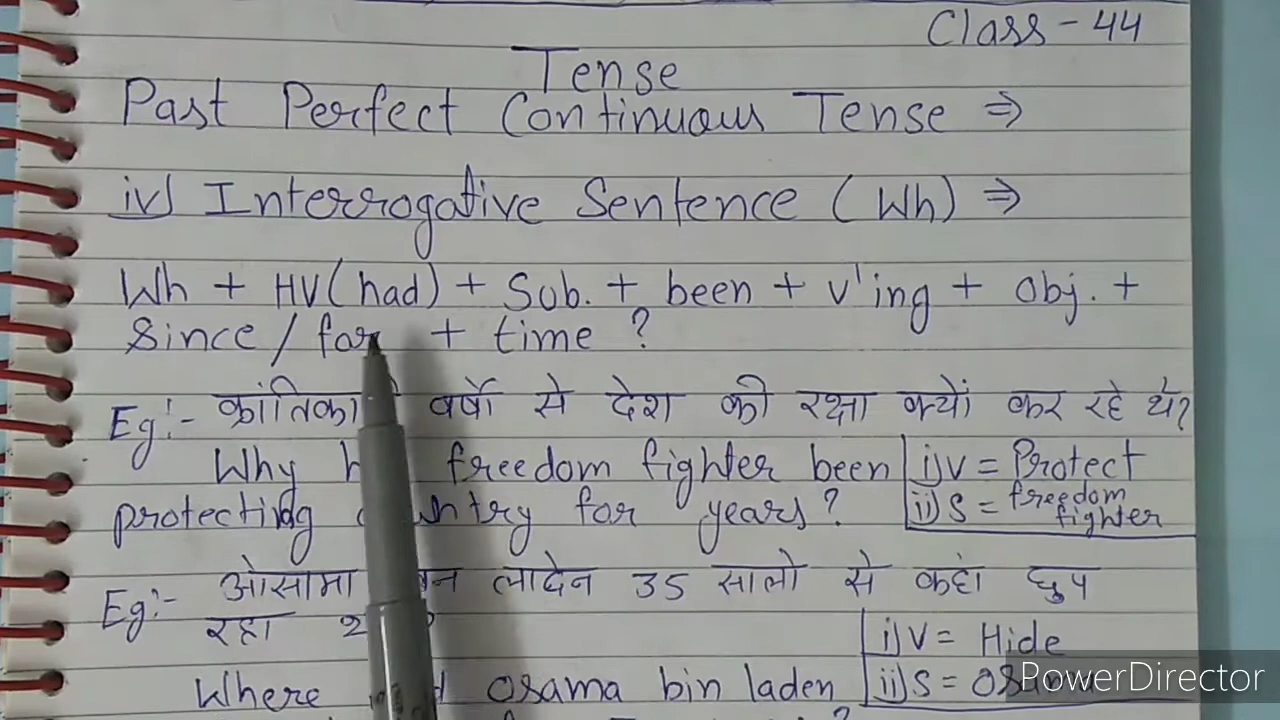 Class - 44
Tense
Past Perfect Continuous Tense ⇒
iv) Interrogative Sentence (Wh) ⇒
Wh + HV(had) + Sub. + been + v'ing + Obj. +
Since / for + time ?
Eg:- वर्षो से देश की रक्षा क्यों कर रहे थे?
Why freedom fighter been
i) V = Protect
ii) S = freedom fighter
protecting for years?
Eg:- ओसामा लादेन 35 सालो से कहां छुप
रहा
i) V = Hide
Where Osama bin laden
ii) S = Osama
PowerDirector